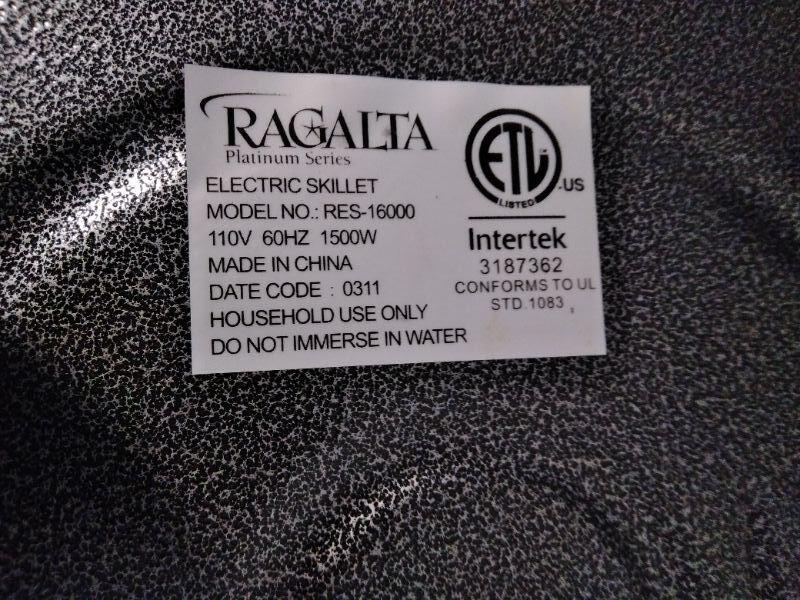 RAGALTA
Platinum Series
ELECTRIC SKILLET
MODEL NO.: RES-16000
110V 60HZ 1500W
MADE IN CHINA
DATE CODE : 0311
HOUSEHOLD USE ONLY
DO NOT IMMERSE IN WATER
ETL
LISTED
US
Intertek
3187362
CONFORMS TO UL
STD.1083